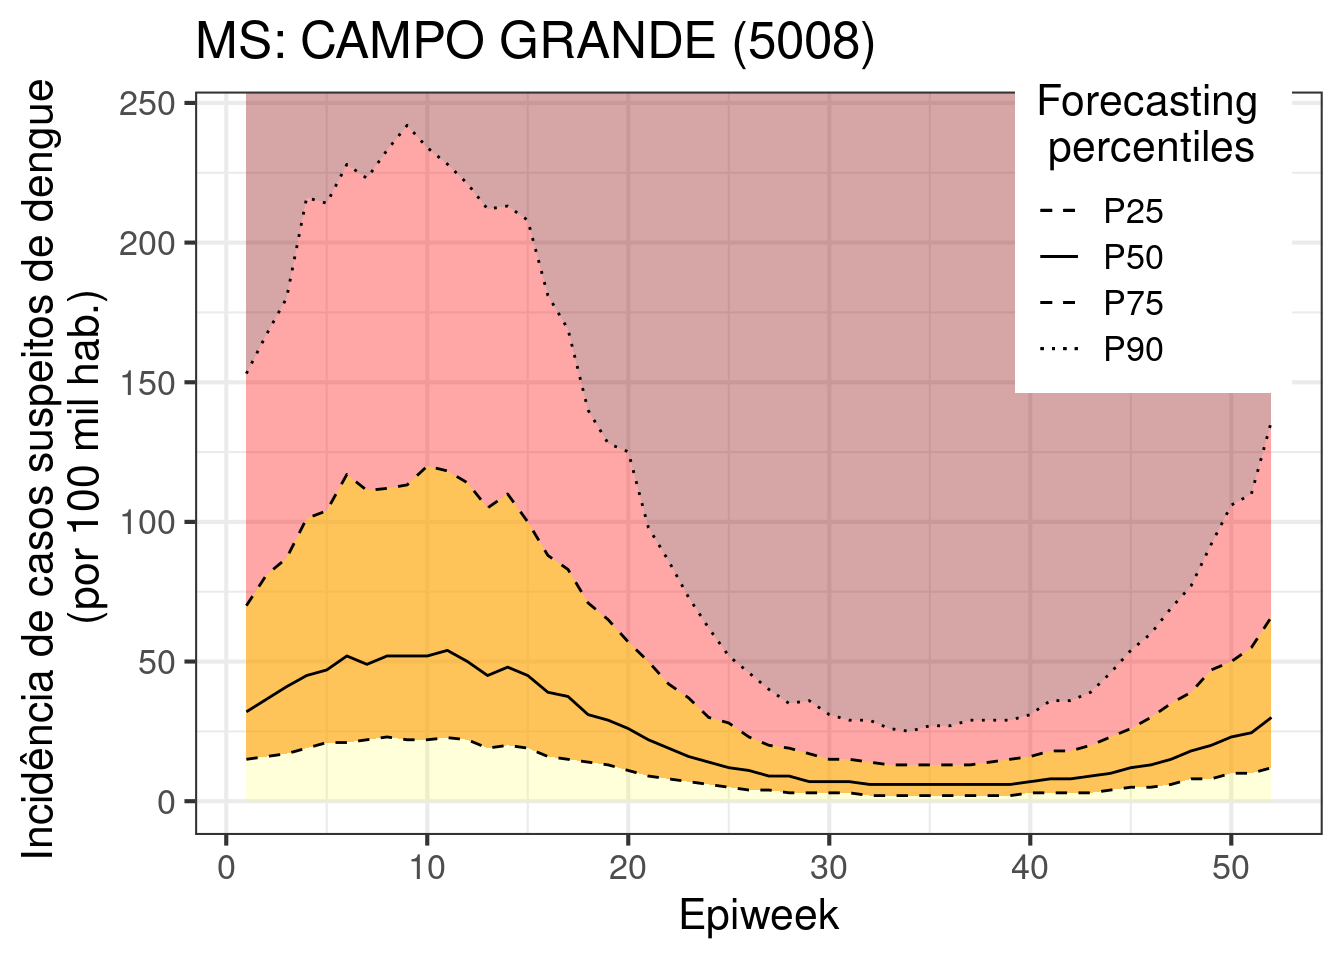 MS: CAMPO GRANDE (5008)
Incidência de casos suspeitos de dengue
(por 100 mil hab.)
250
200
150
100
50
0
Forecasting
percentiles
P25
P50
P75
P90
0 10 20 30 40 50
Epiweek